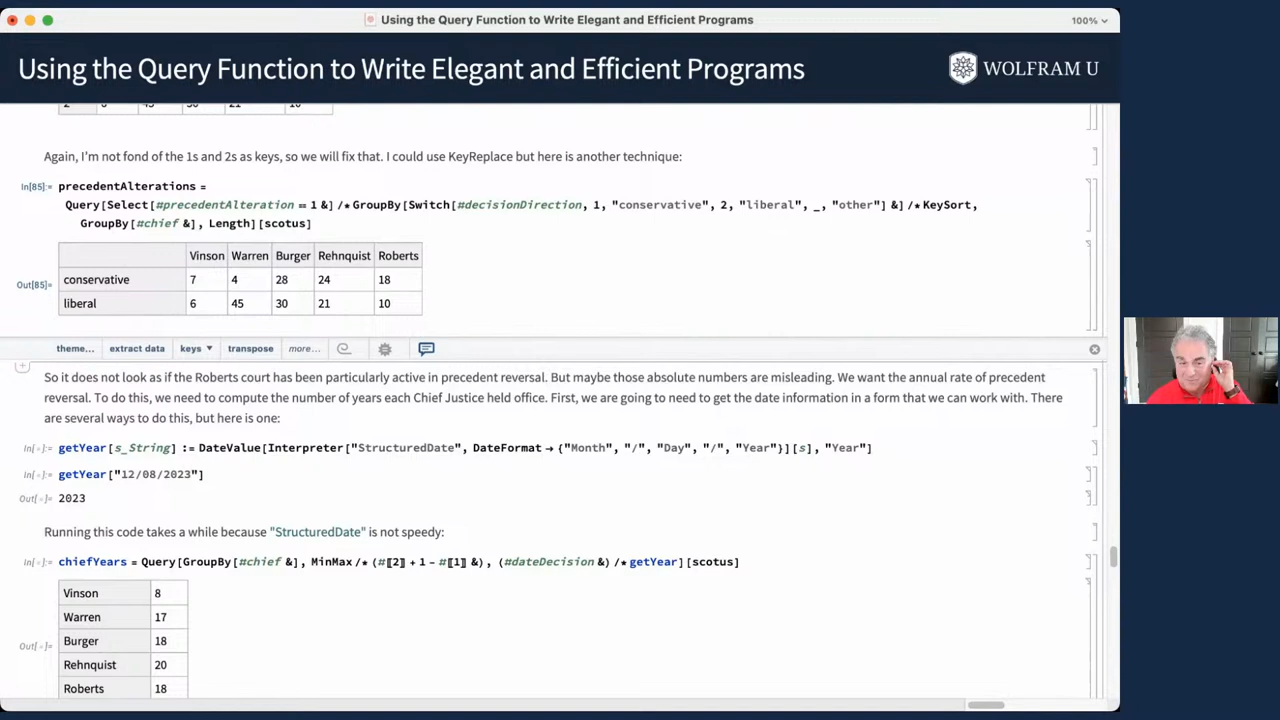 Using the Query Function to Write Elegant and Efficient Programs
100%
Using the Query Function to Write Elegant and Efficient Programs
WOLFRAM U
2 6 45 30 21 10
Again, I'm not fond of the 1s and 2s as keys, so we will fix that. I could use KeyReplace but here is another technique:
In[85]:= precedentAlterations =
Query[Select[#precedentAlteration == 1 &] /* GroupBy[Switch[#decisionDirection, 1, "conservative", 2, "liberal", _, "other"] &] /* KeySort,
GroupBy[#chief &], Length][scotus]
Vinson Warren Burger Rehnquist Roberts
conservative 7 4 28 24 18
Out[85]=
liberal 6 45 30 21 10
theme... extract data keys transpose more...
So it does not look as if the Roberts court has been particularly active in precedent reversal. But maybe those absolute numbers are misleading. We want the annual rate of precedent
reversal. To do this, we need to compute the number of years each Chief Justice held office. First, we are going to need to get the date information in a form that we can work with. There
are several ways to do this, but here is one:
In[◦]:= getYear[s_String] := DateValue[Interpreter["StructuredDate", DateFormat → {"Month", "/", "Day", "/", "Year"}][s], "Year"]
In[◦]:= getYear["12/08/2023"]
Out[◦]= 2023
Running this code takes a while because "StructuredDate" is not speedy:
In[◦]:= chiefYears = Query[GroupBy[#chief &], MinMax /* (#〚2〛 + 1 - #〚1〛 &), (#dateDecision &) /* getYear][scotus]
Vinson 8
Warren 17
Burger 18
Out[◦]=
Rehnquist 20
Roberts 18